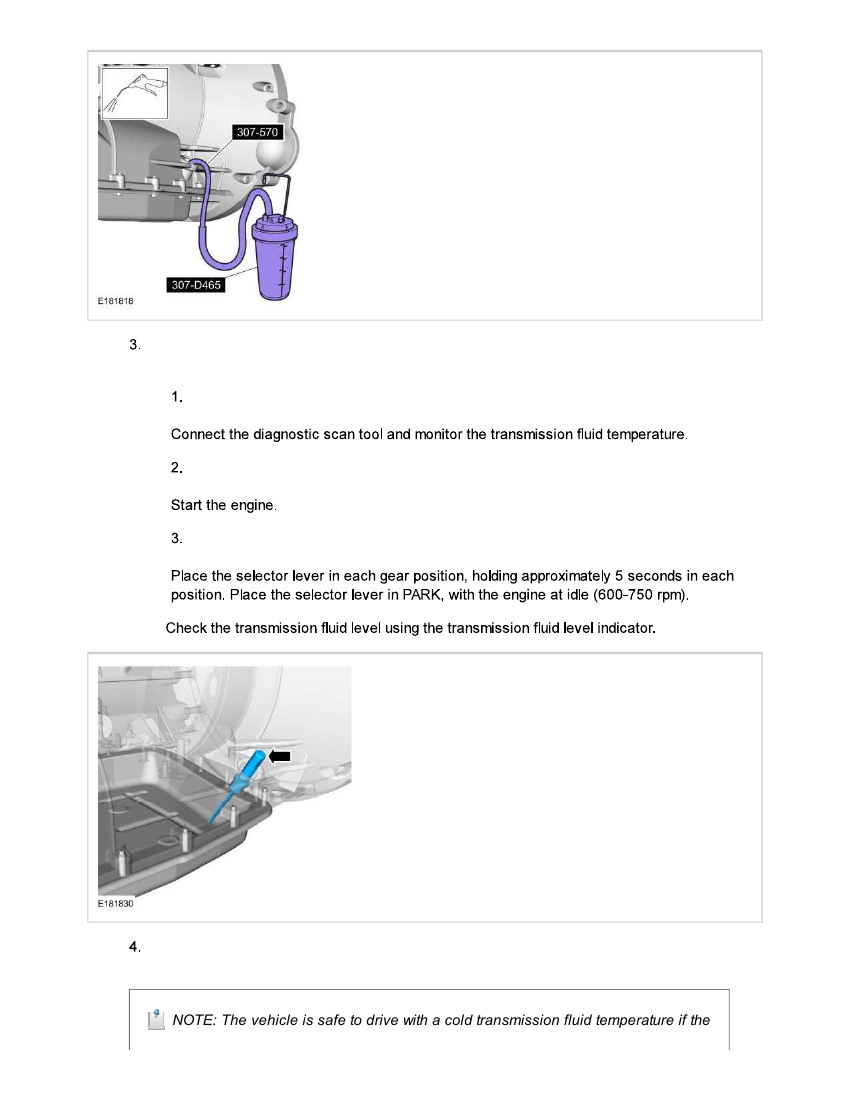 307-570
307-D465
E181818
3.
1.
Connect the diagnostic scan tool and monitor the transmission fluid temperature.
2.
Start the engine.
3.
Place the selector lever in each gear position, holding approximately 5 seconds in each
position. Place the selector lever in PARK, with the engine at idle (600-750 rpm).
Check the transmission fluid level using the transmission fluid level indicator.
E181830
4.
NOTE: The vehicle is safe to drive with a cold transmission fluid temperature if the